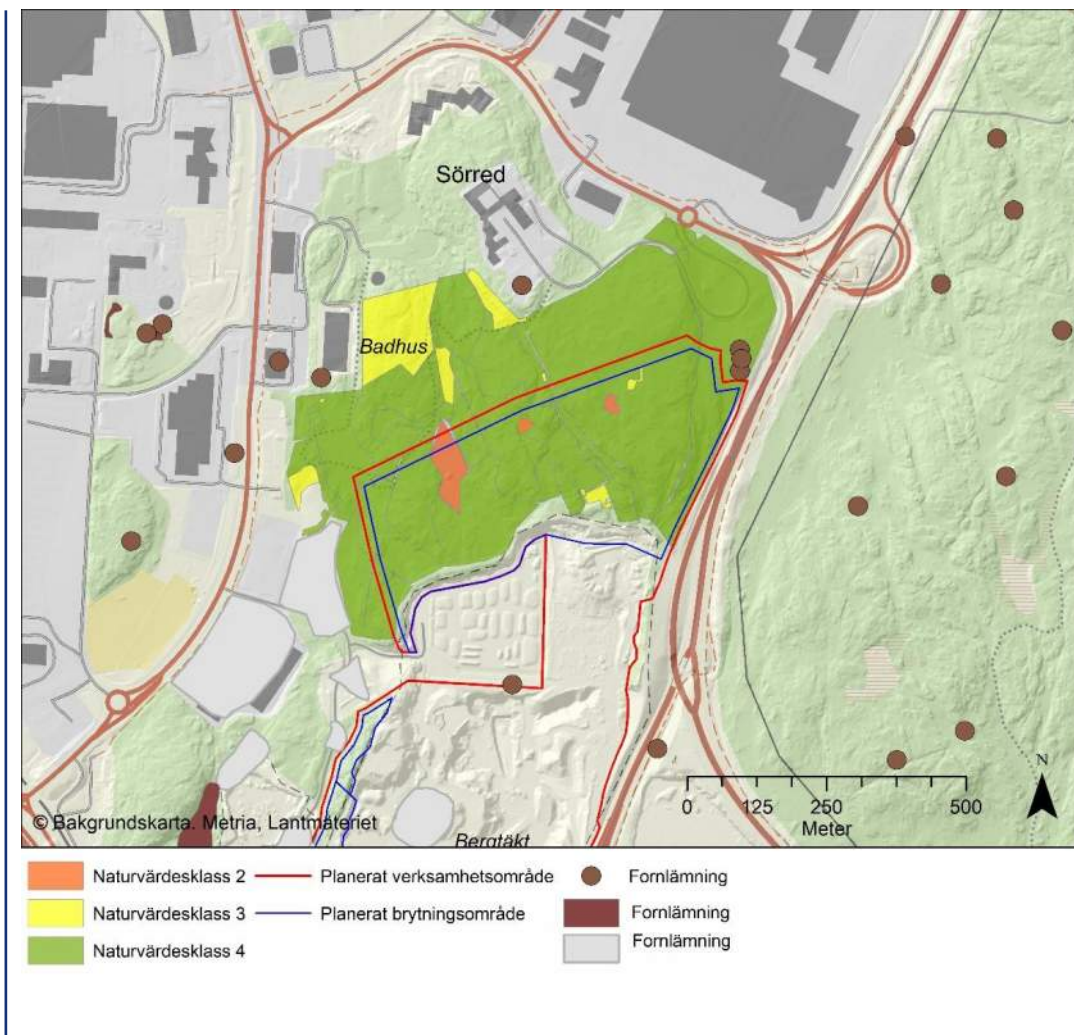 Sörred
Badhus
N
0 125 250 500
Meter
© Bakgrundskarta. Metria, Lantmäteriet
Bergtäkt
Naturvärdesklass 2 Planerat verksamhetsområde Fornlämning
Naturvärdesklass 3 Planerat brytningsområde Fornlämning
Naturvärdesklass 4 Fornlämning